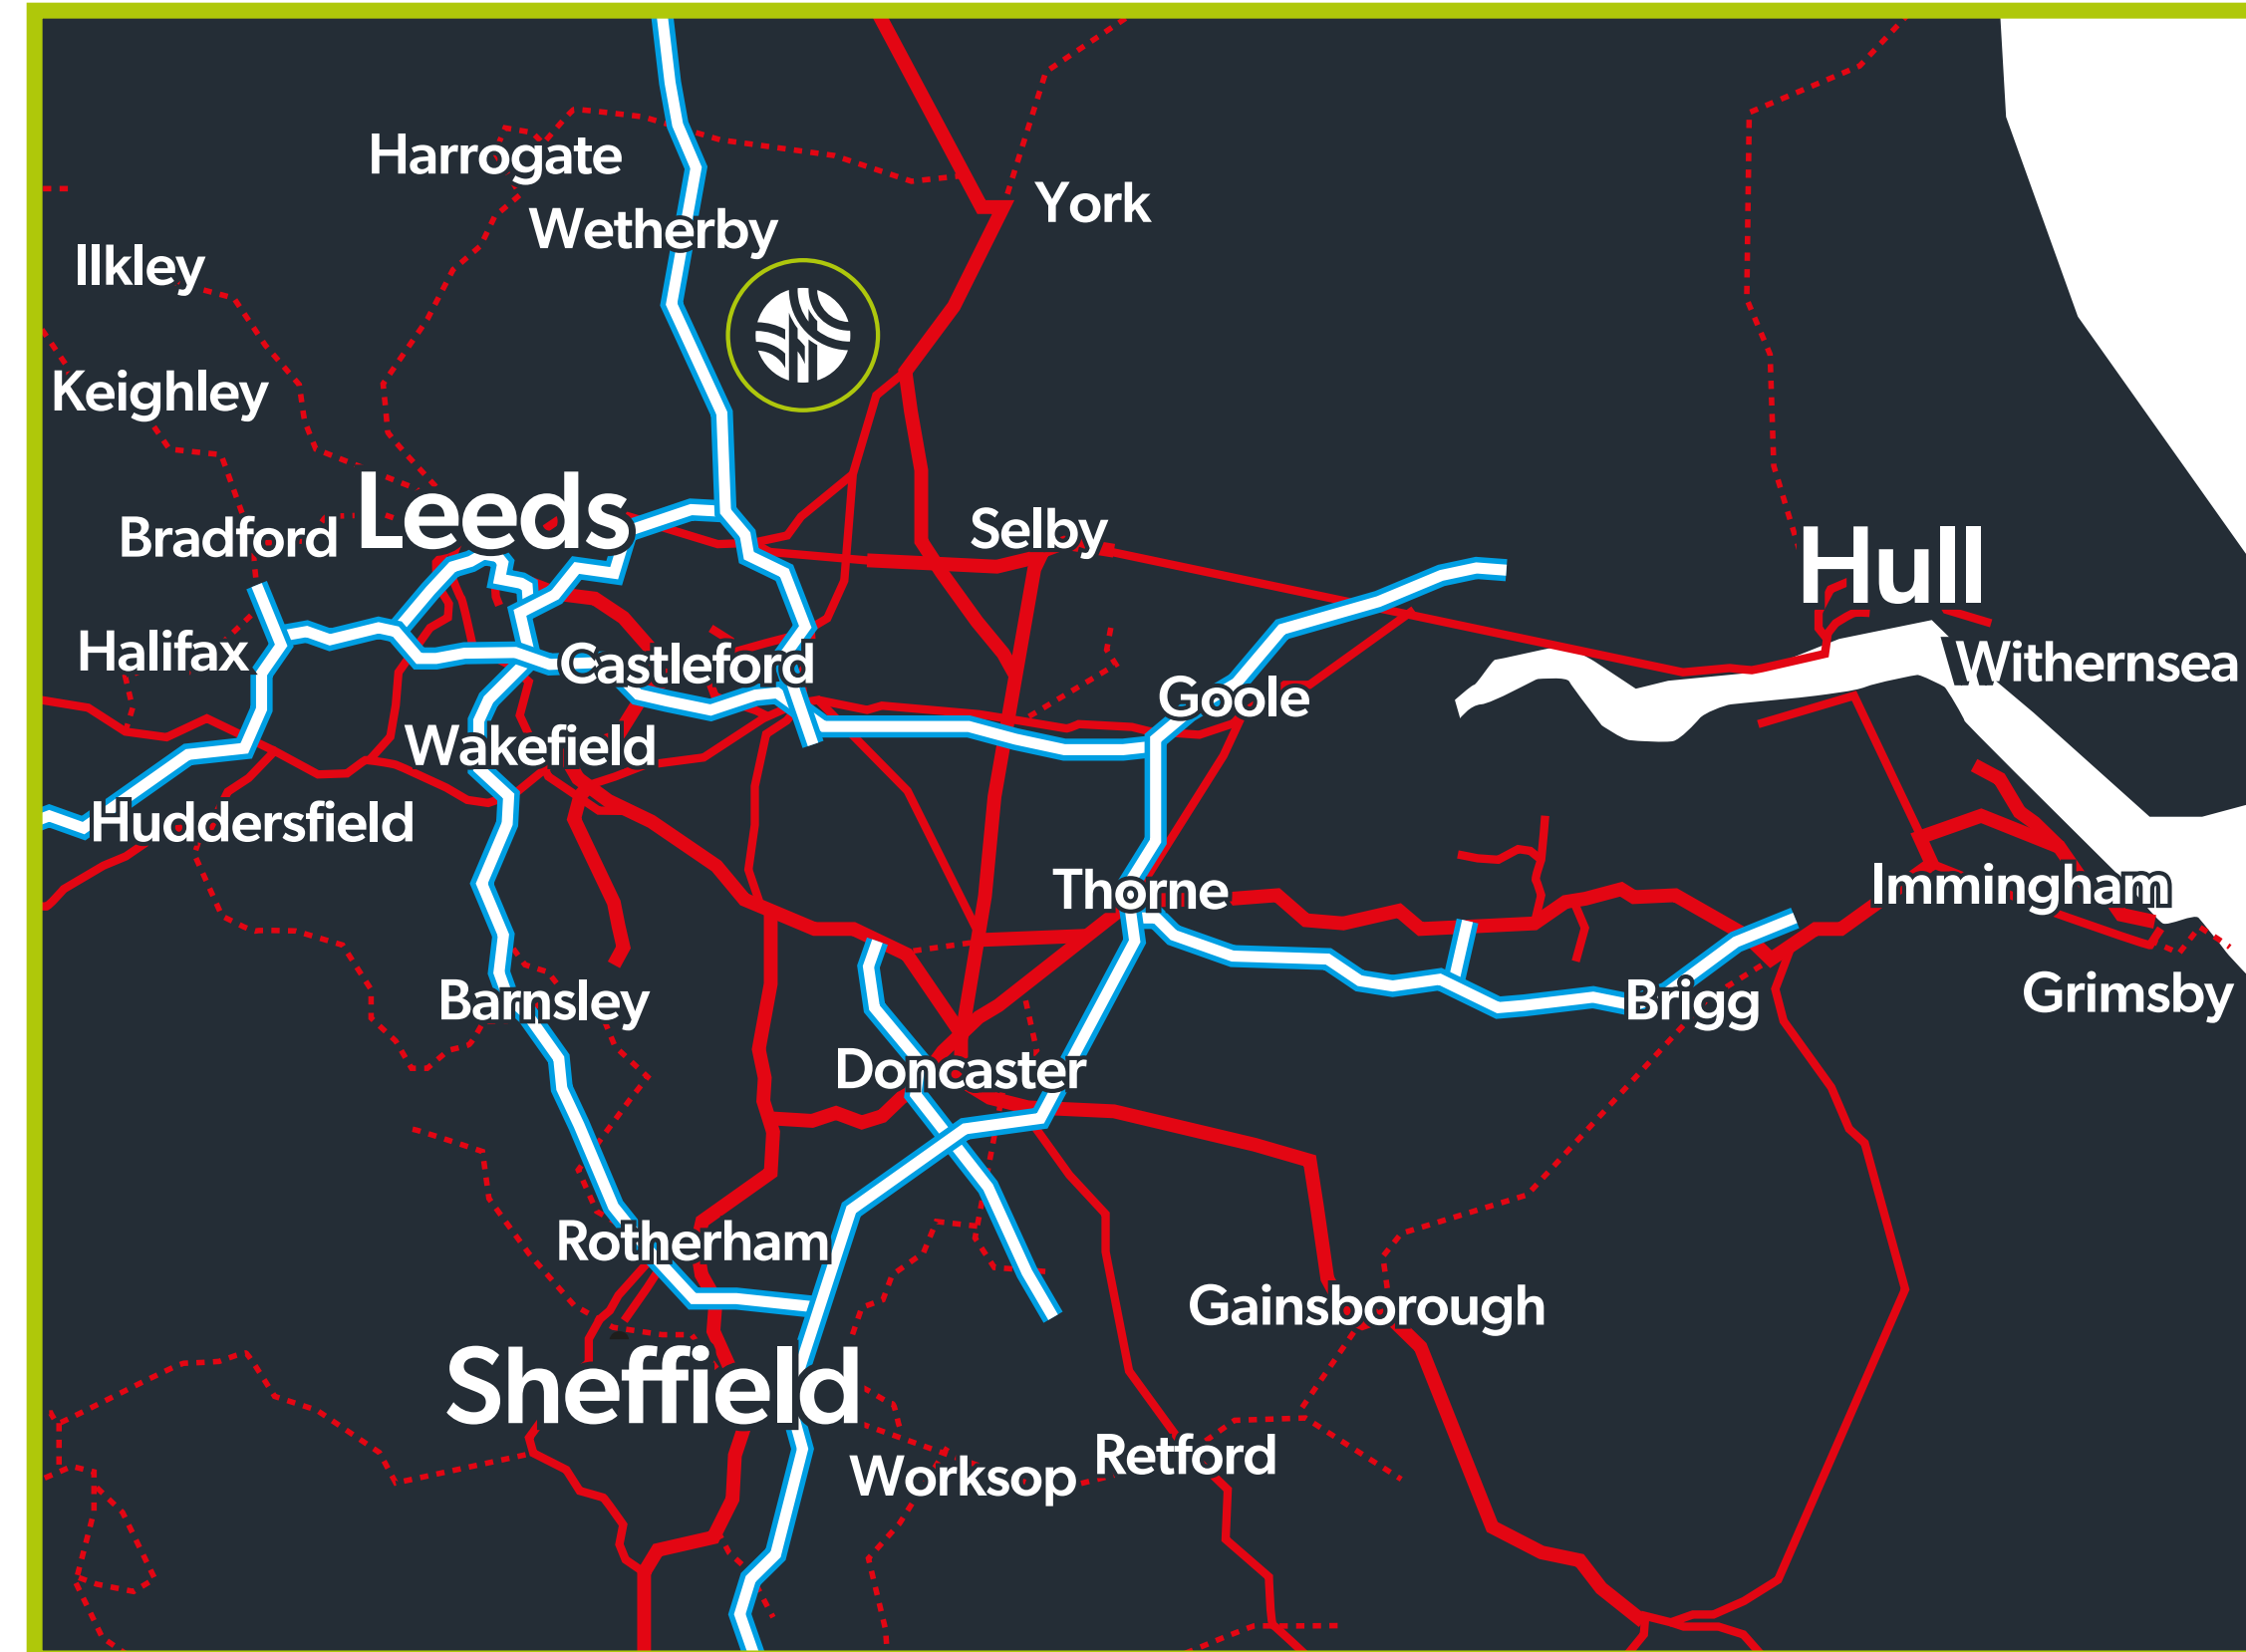 Harrogate
York
Wetherby
Ilkley
Keighley
Leeds
Bradford
Selby
Hull
Halifax
Castleford
Withernsea
Goole
Wakefield
Huddersfield
Thorne
Immingham
Barnsley
Brigg
Grimsby
Doncaster
Rotherham
Gainsborough
Sheffield
Retford
Worksop